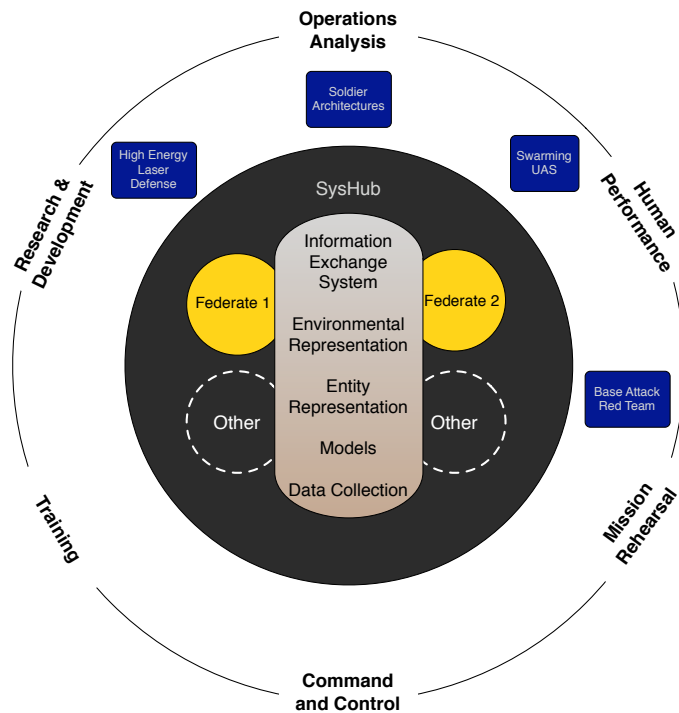 Operations
Analysis
Soldier
Architectures
High Energy
Laser
Defense
Swarming
UAS
Research &
Development
Human
Performance
SysHub
Information
Exchange
System
Federate 1
Federate 2
Environmental
Representation
Entity
Representation
Base Attack
Red Team
Other
Other
Models
Data Collection
Training
Mission
Rehearsal
Command
and Control